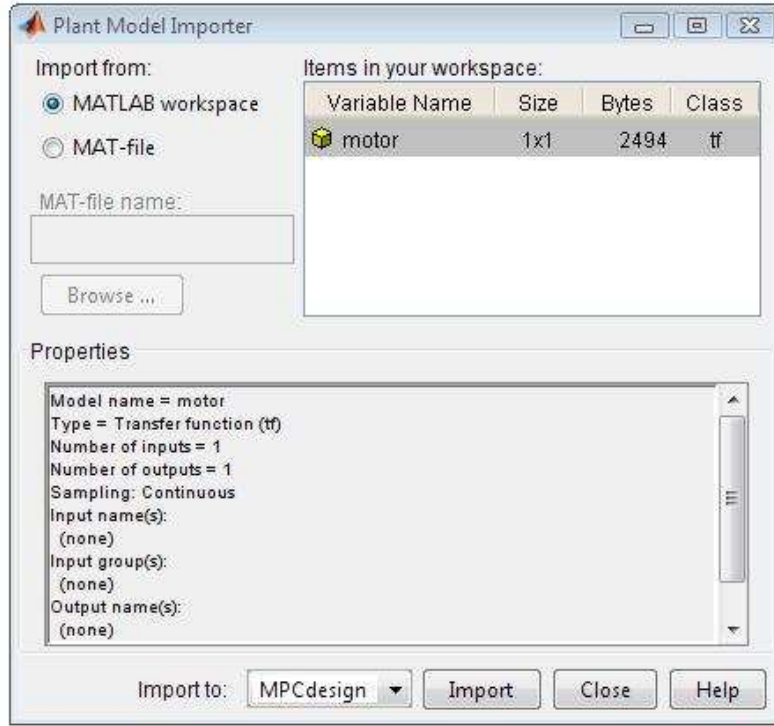 Plant Model Importer
Import from:
MATLAB workspace
MAT-file
MAT-file name:
Browse ...
Items in your workspace:
Variable Name Size Bytes Class
motor 1x1 2494 tf
Properties
Model name = motor
Type = Transfer function (tf)
Number of inputs = 1
Number of outputs = 1
Sampling: Continuous
Input name(s):
(none)
Input group(s):
(none)
Output name(s):
(none)
Import to: MPCdesign Import Close Help